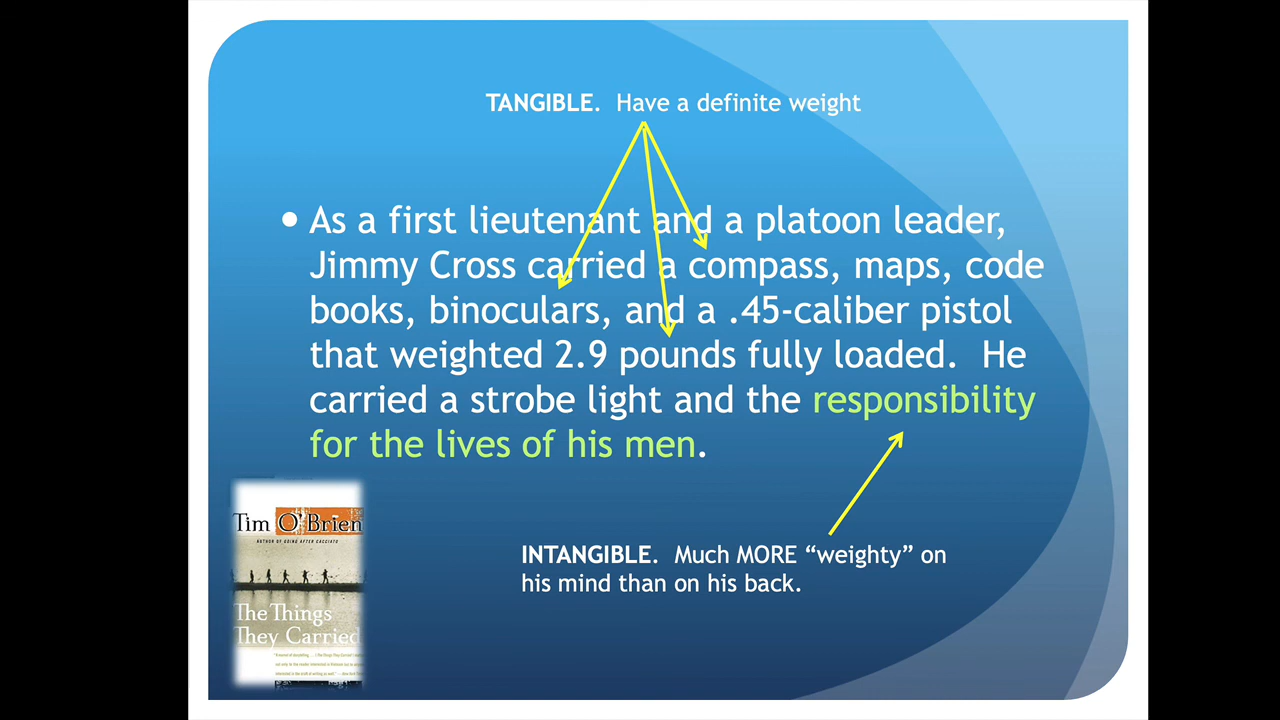 TANGIBLE. Have a definite weight
• As a first lieutenant and a platoon leader,
Jimmy Cross carried a compass, maps, code
books, binoculars, and a .45-caliber pistol
that weighted 2.9 pounds fully loaded. He
carried a strobe light and the responsibility
for the lives of his men.
INTANGIBLE. Much MORE “weighty” on
his mind than on his back.
Tim O'Brien
AUTHOR OF GOING AFTER CACCIATO
The Things
They Carried